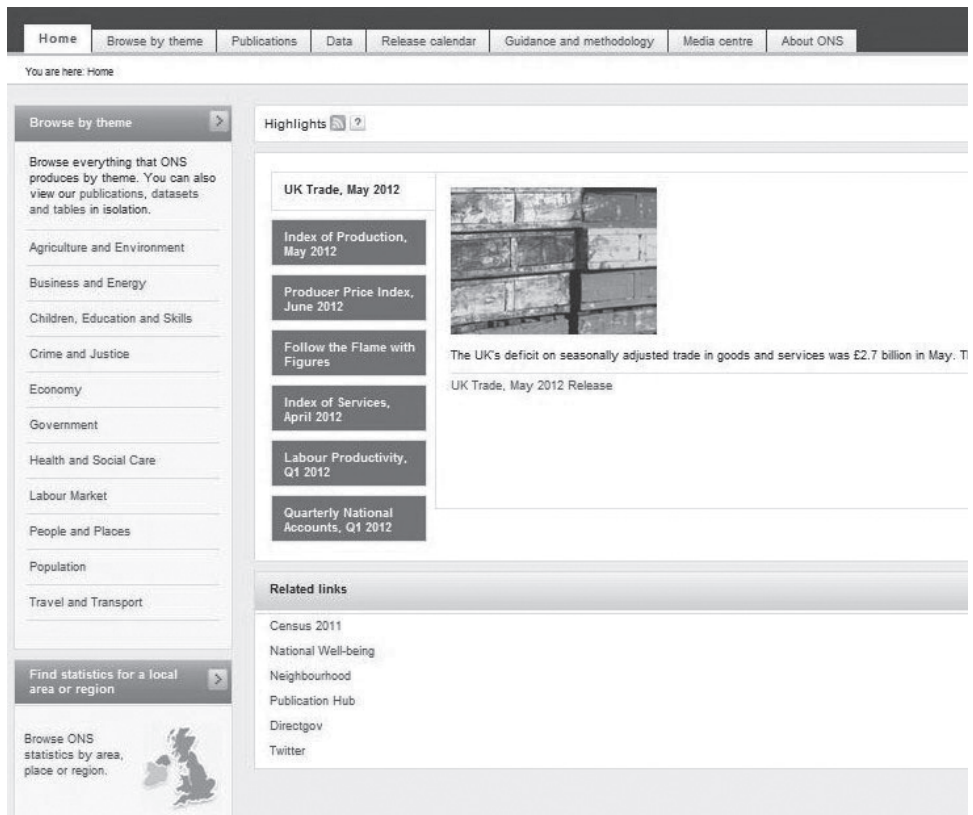 Home Browse by theme Publications Data Release calendar Guidance and methodology Media centre About ONS
You are here: Home
Browse by theme
Browse everything that ONS
produces by theme. You can also
view our publications, datasets
and tables in isolation.
Agriculture and Environment
Business and Energy
Children, Education and Skills
Crime and Justice
Economy
Government
Health and Social Care
Labour Market
People and Places
Population
Travel and Transport
Find statistics for a local
area or region
Browse ONS
statistics by area,
place or region.
Highlights ?
UK Trade, May 2012
Index of Production,
May 2012
Producer Price Index,
June 2012
Follow the Flame with
Figures
Index of Services,
April 2012
Labour Productivity,
Q1 2012
Quarterly National
Accounts, Q1 2012
The UK's deficit on seasonally adjusted trade in goods and services was £2.7 billion in May.
UK Trade, May 2012 Release
Related links
Census 2011
National Well-being
Neighbourhood
Publication Hub
Directgov
Twitter